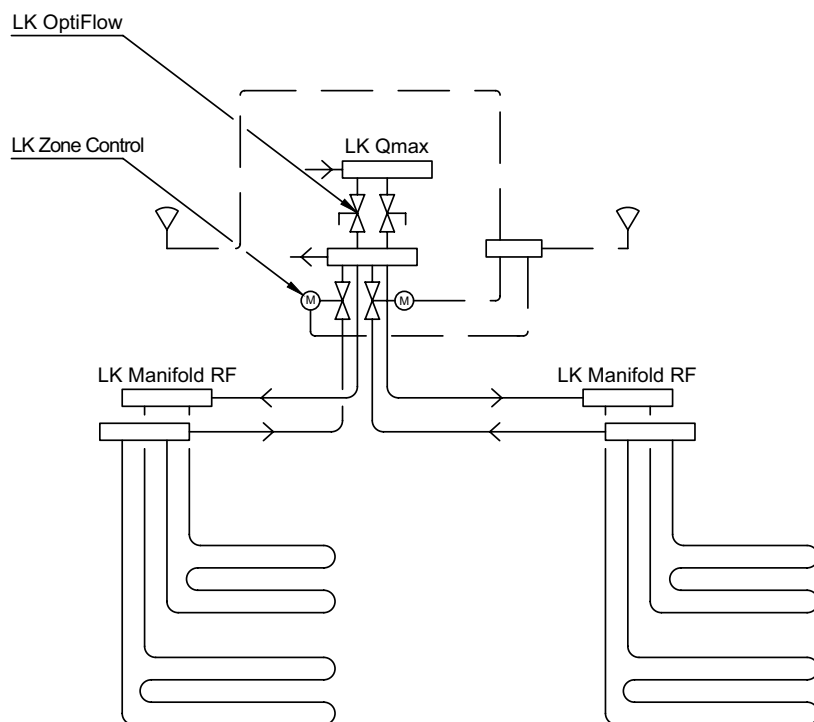 LK OptiFlow
LK Zone Control
LK Qmax
M
M
LK Manifold RF
LK Manifold RF